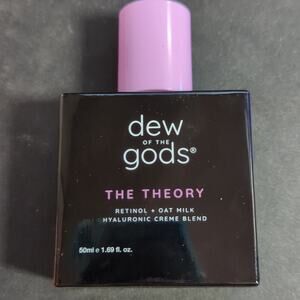 dew
OF THE
gods®
THE THEORY
RETINOL + OAT MILK
HYALURONIC CREME BLEND
50ml e 1.69 fl. oz.